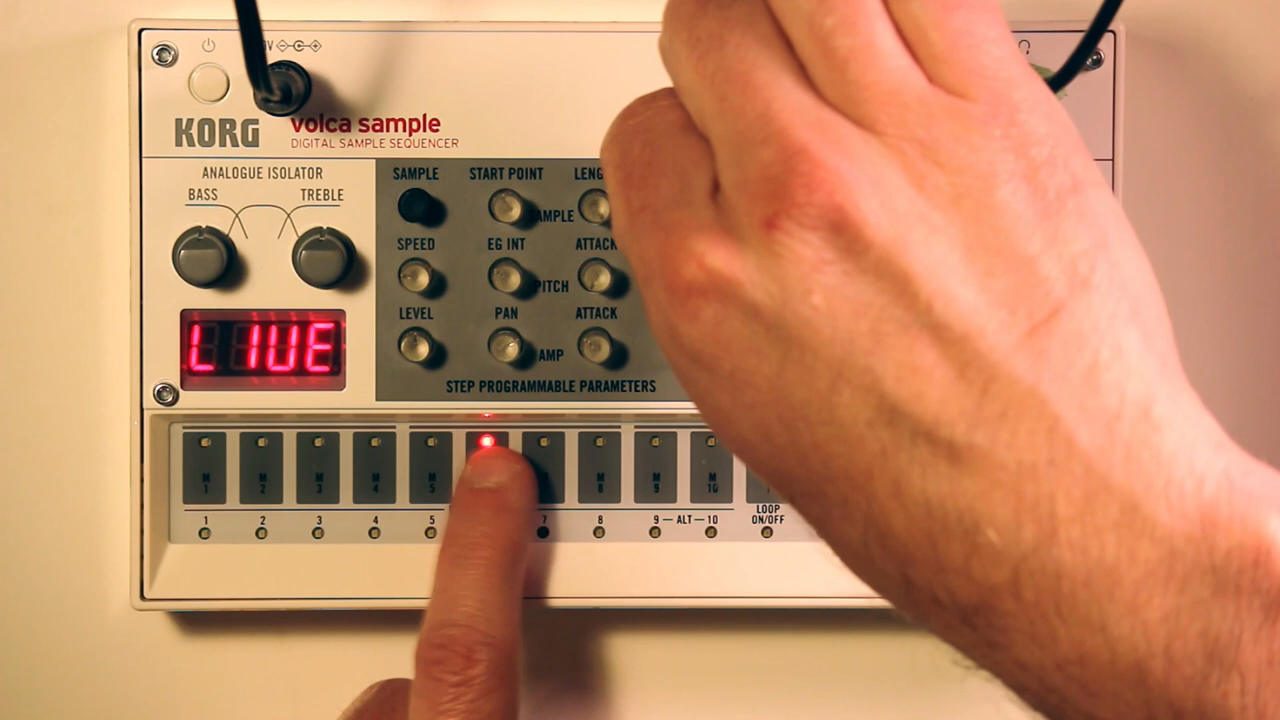 KORG
volca sample
DIGITAL SAMPLE SEQUENCER
ANALOGUE ISOLATOR
BASS TREBLE
SAMPLE START POINT
SPEED EG INT ATTACK
PITCH
LEVEL PAN ATTACK
AMP
STEP PROGRAMMABLE PARAMETERS
L IUE
M M M M M M M M
1 2 3 4 5 8 9 10
LOOP
1 2 3 4 5 7 8 9 — ALT — 10 ON/OFF